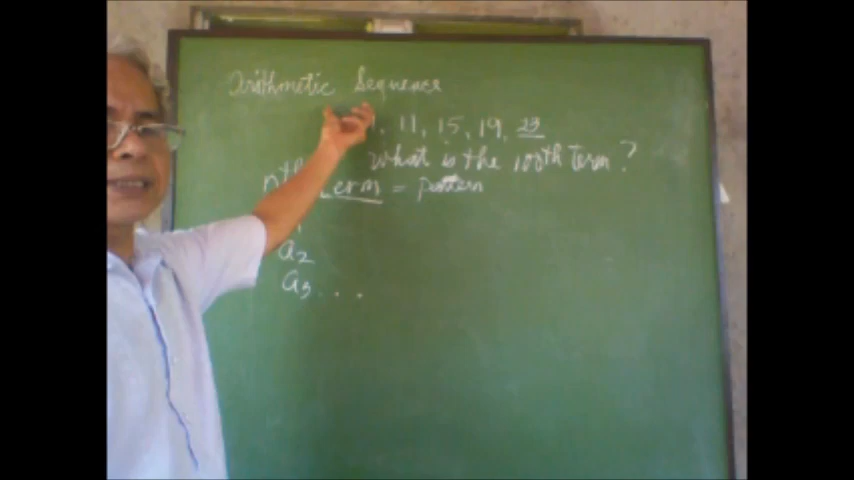 Arithmetic Sequence
, 11, 15, 19, 23
What is the 100th Term ?
nth term = pattern
a2
a3 . . .